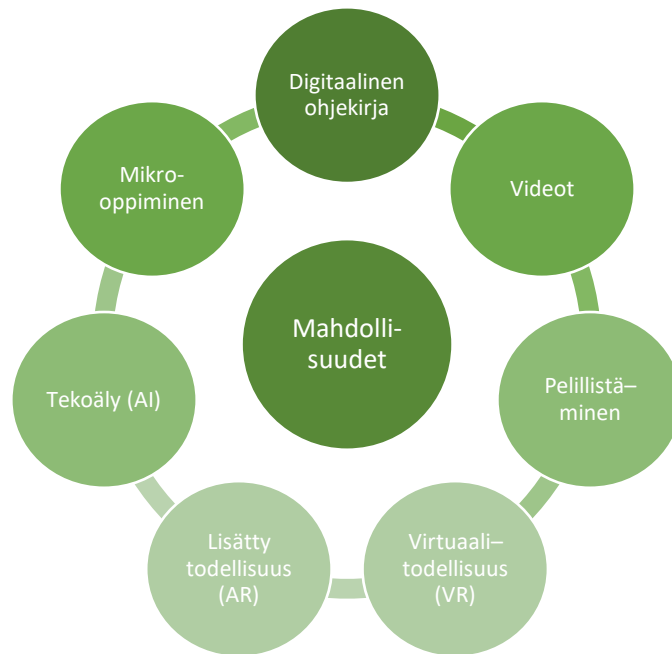 Digitaalinen
ohjekirja
Mikro-
oppiminen
Videot
Mahdolli-
suudet
Tekoäly (AI)
Pelillistä–
minen
Lisätty
todellisuus
(AR)
Virtuaali–
todellisuus
(VR)